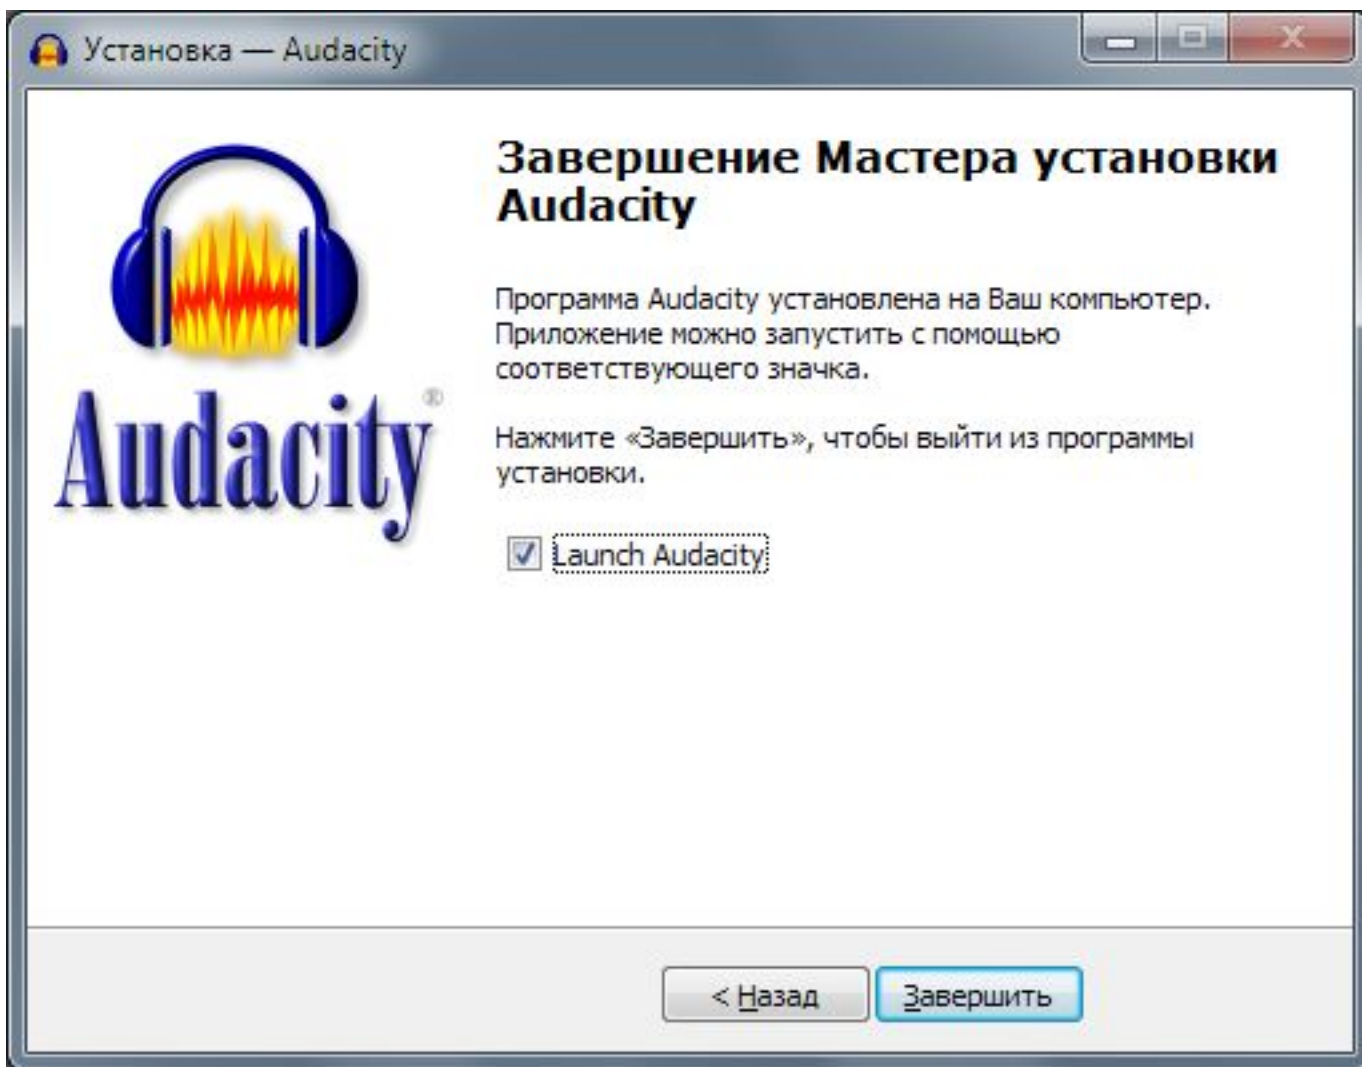 Установка — Audacity
Завершение Мастера установки
Audacity
Программа Audacity установлена на Ваш компьютер.
Приложение можно запустить с помощью
соответствующего значка.
Нажмите «Завершить», чтобы выйти из программы
установки.
Launch Audacity
Audacity®
< Назад
Завершить